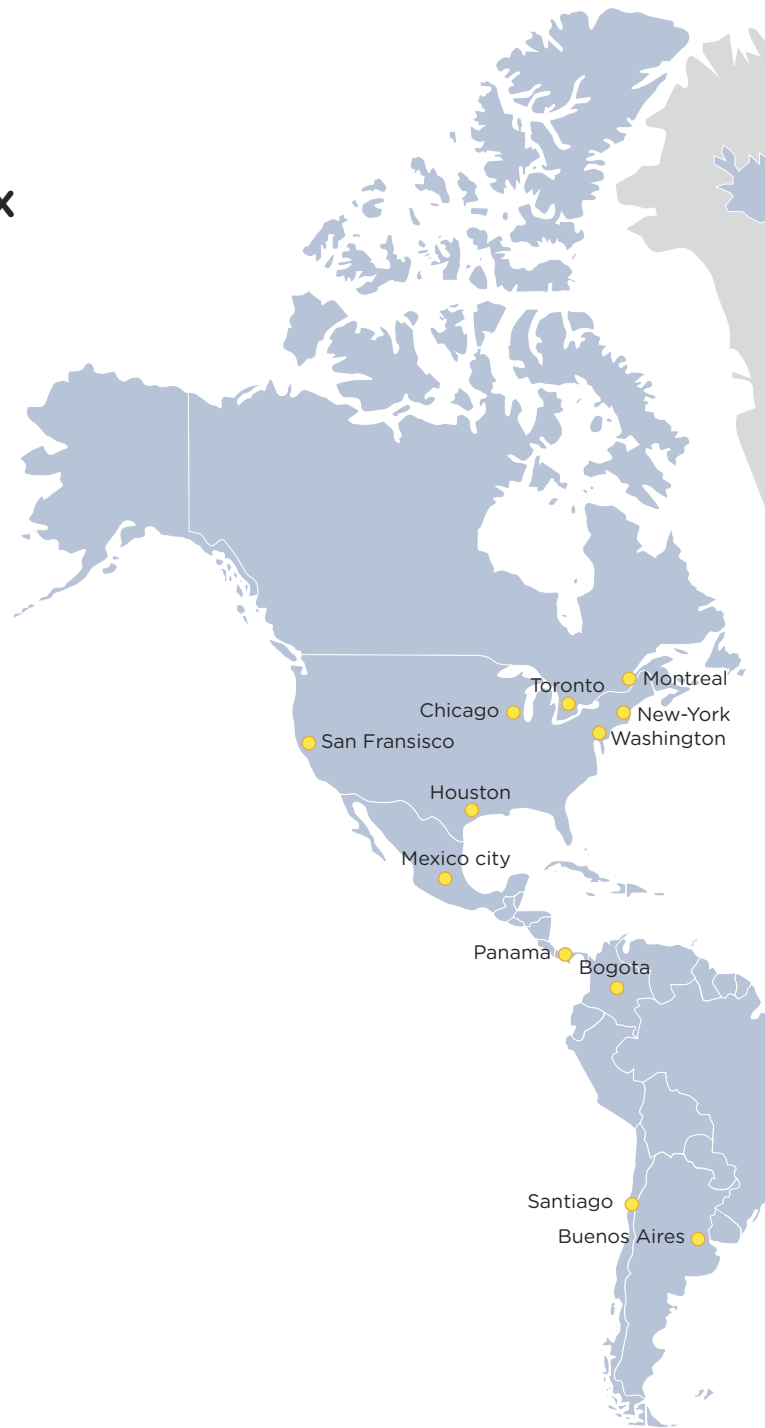 x
Montreal
Toronto
Chicago
New-York
Washington
San Fransisco
Houston
Mexico city
Panama
Bogota
Santiago
Buenos Aires